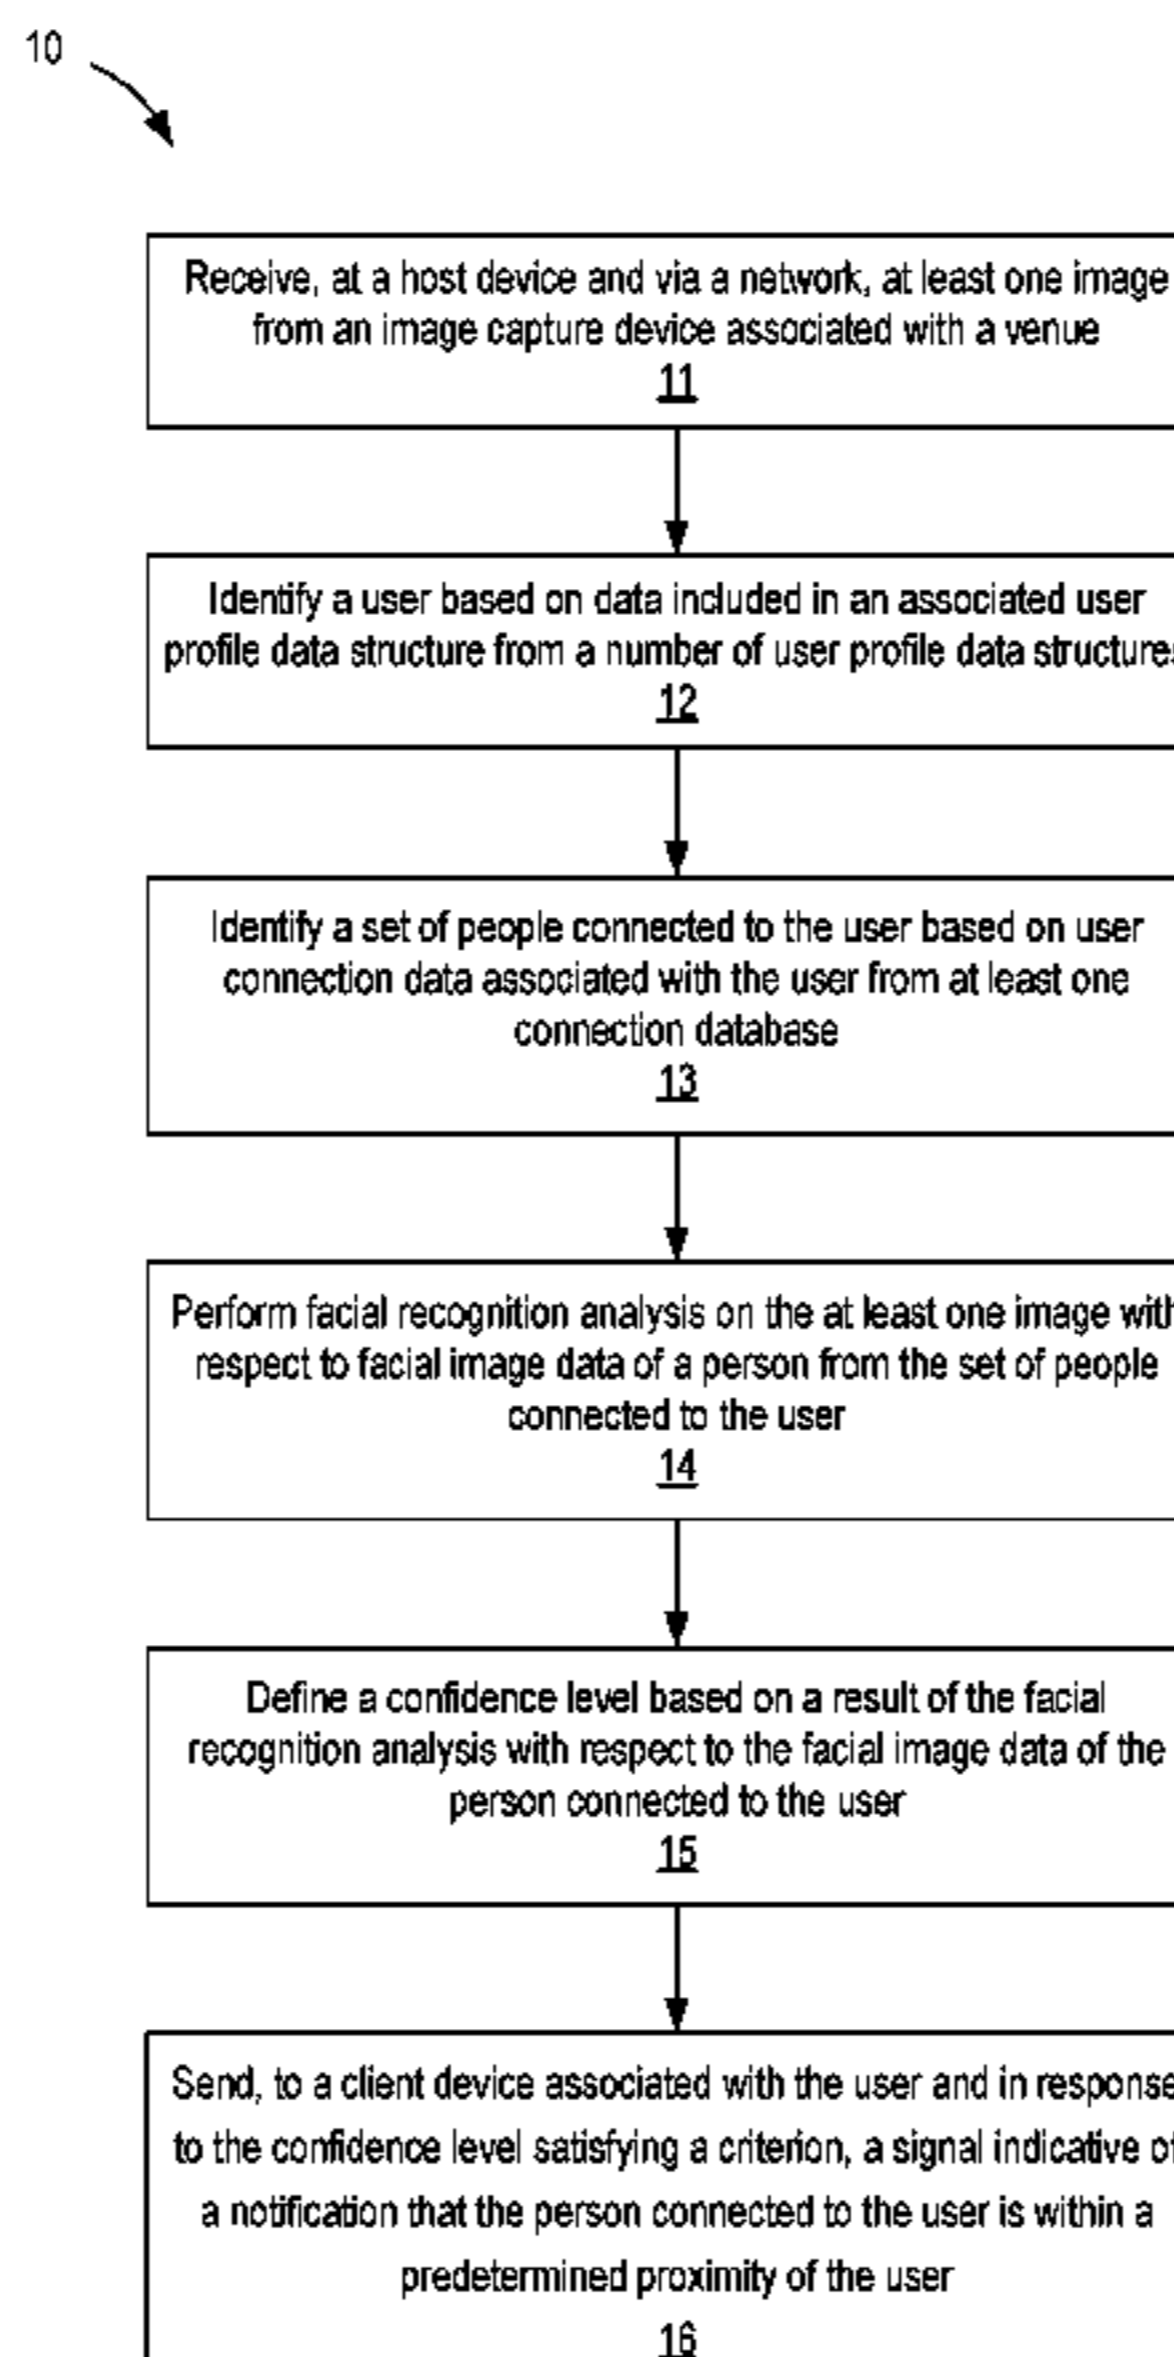 10
Receive, at a host device and via a network, at least one image
from an image capture device associated with a venue
11
Identify a user based on data included in an associated user
profile data structure from a number of user profile data structures
12
Identify a set of people connected to the user based on user
connection data associated with the user from at least one
connection database
13
Perform facial recognition analysis on the at least one image with
respect to facial image data of a person from the set of people
connected to the user
14
Define a confidence level based on a result of the facial
recognition analysis with respect to the facial image data of the
person connected to the user
15
Send, to a client device associated with the user and in response
to the confidence level satisfying a criterion, a signal indicative of
a notification that the person connected to the user is within a
predetermined proximity of the user
16